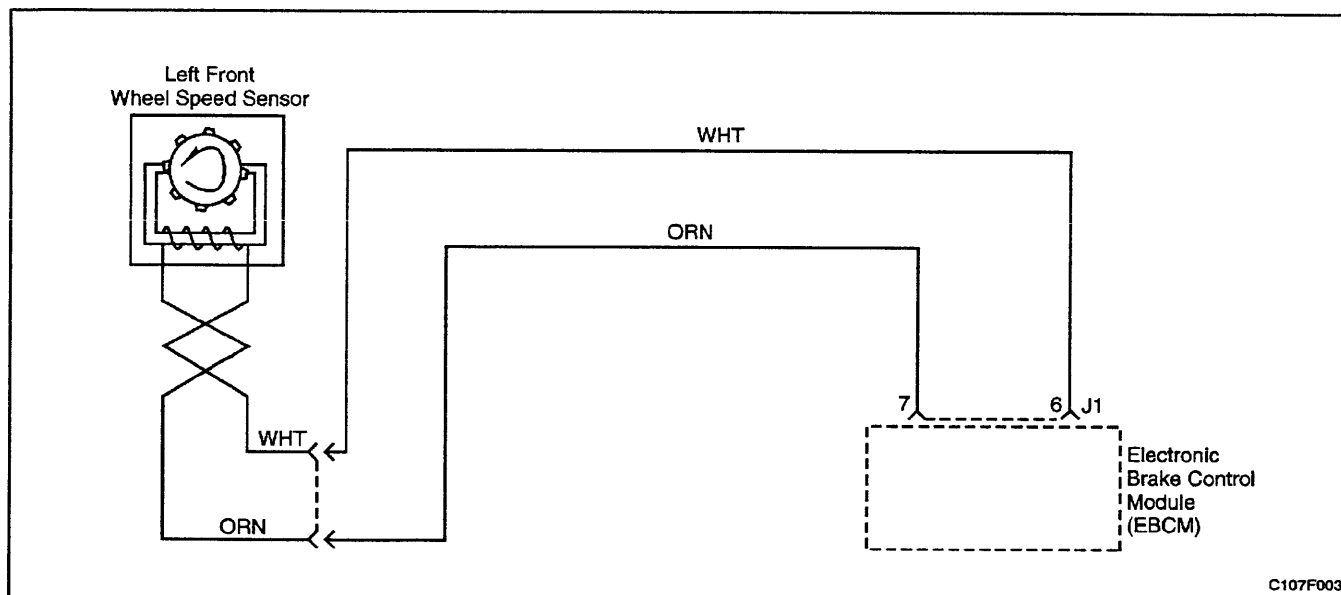 Left Front
Wheel Speed Sensor
WHT
ORN
7
6
J1
WHT
ORN
Electronic
Brake Control
Module
(EBCM)
C107F003